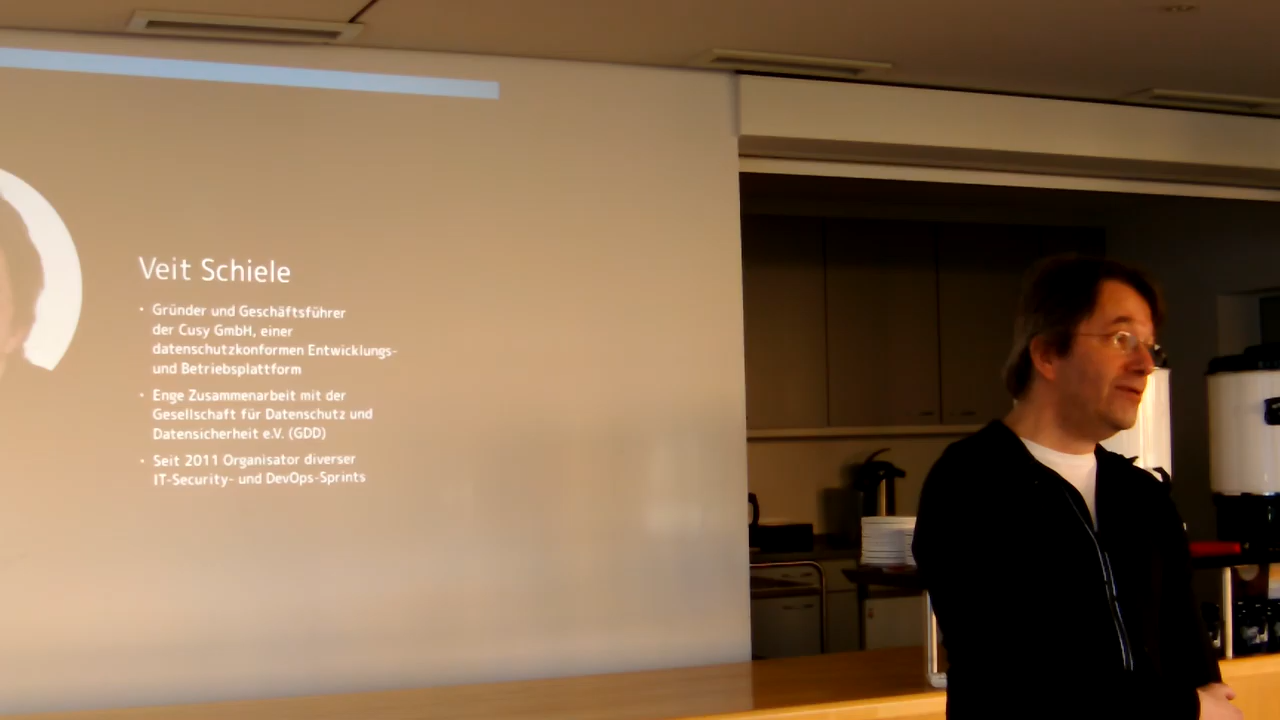 Veit Schiele
• Gründer und Geschäftsführer
der Cusy GmbH, einer
datenschutzkonformen Entwicklungs-
und Betriebsplattform
• Enge Zusammenarbeit mit der
Gesellschaft für Datenschutz und
Datensicherheit e.V. (GDD)
• Seit 2011 Organisator diverser
IT-Security- und DevOps-Sprints